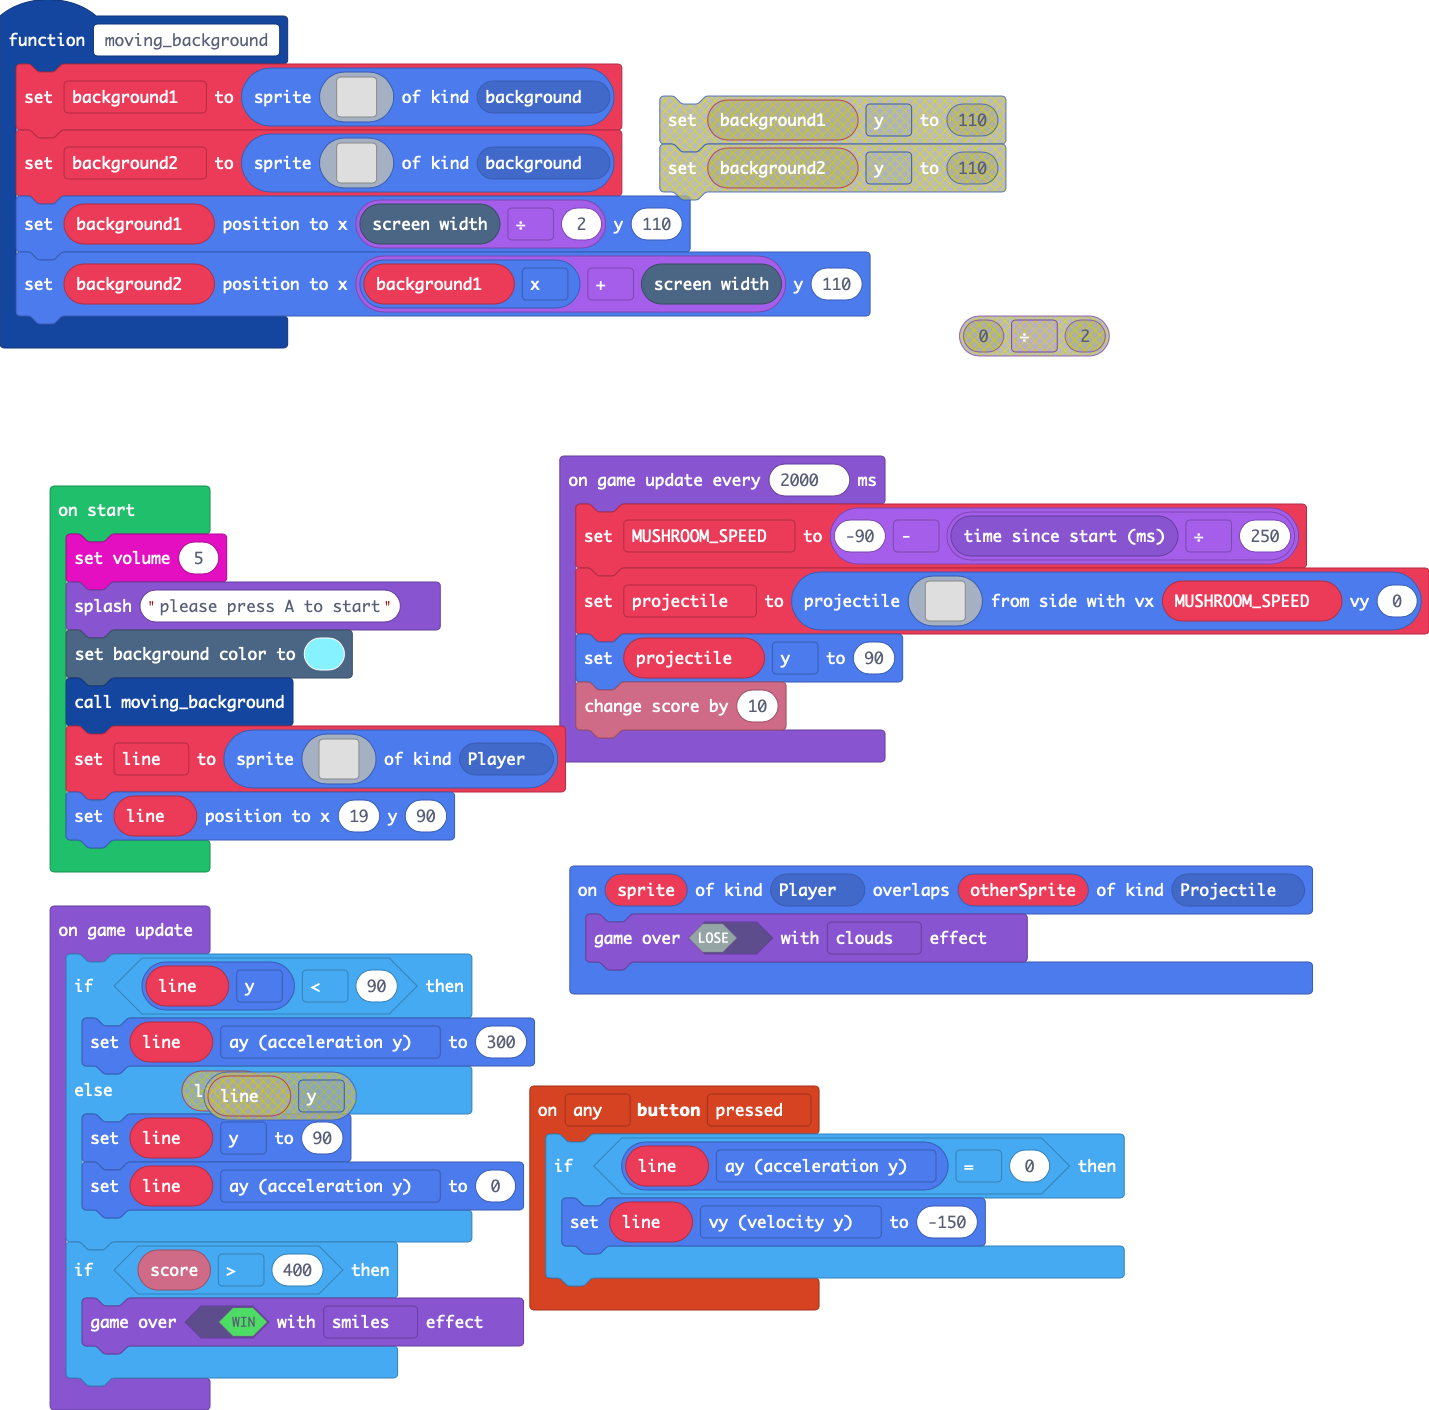 function moving_background
set background1 to sprite of kind background
set background2 to sprite of kind background
set background1 position to x screen width ÷ 2 y 110
set background2 position to x background1 x + screen width y 110
set background1 y to 110
set background2 y to 110
0 ÷ 2
on start
set volume 5
splash "please press A to start"
set background color to
call moving_background
set line to sprite of kind Player
set line position to x 19 y 90
on game update every 2000 ms
set MUSHROOM_SPEED to -90 - time since start (ms) ÷ 250
set projectile to projectile from side with vx MUSHROOM_SPEED vy 0
set projectile y to 90
change score by 10
on sprite of kind Player overlaps otherSprite of kind Projectile
game over LOSE with clouds effect
on game update
if line y < 90 then
set line ay (acceleration y) to 300
else
line y
set line y to 90
set line ay (acceleration y) to 0
if score > 400 then
game over WIN with smiles effect
on any button pressed
if line ay (acceleration y) = 0 then
set line vy (velocity y) to -150